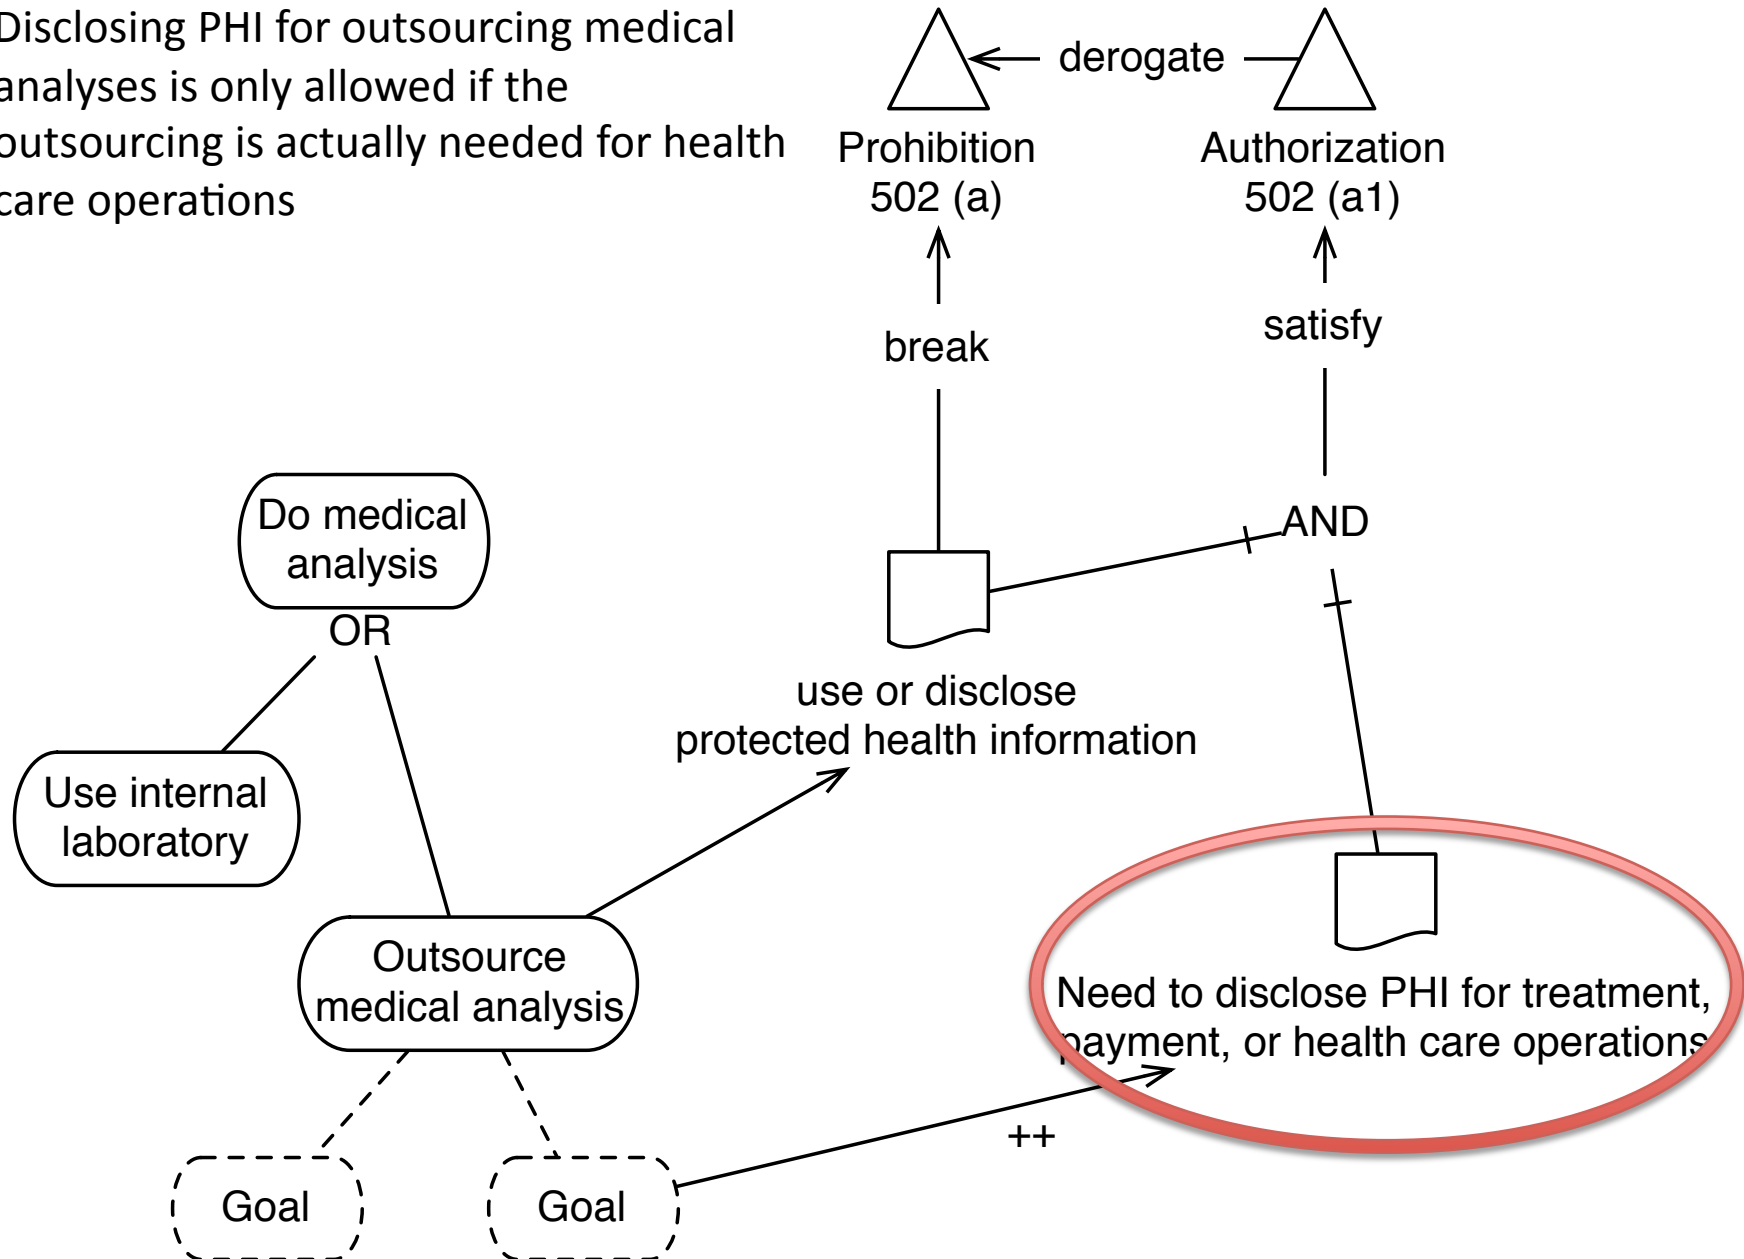 Disclosing PHI for outsourcing medical
analyses is only allowed if the
outsourcing is actually needed for health
care operations
derogate
Prohibition
502 (a)
Authorization
502 (a1)
break
satisfy
AND
Do medical
analysis
OR
use or disclose
protected health information
Use internal
laboratory
Outsource
medical analysis
Need to disclose PHI for treatment,
payment, or health care operations
++
Goal
Goal